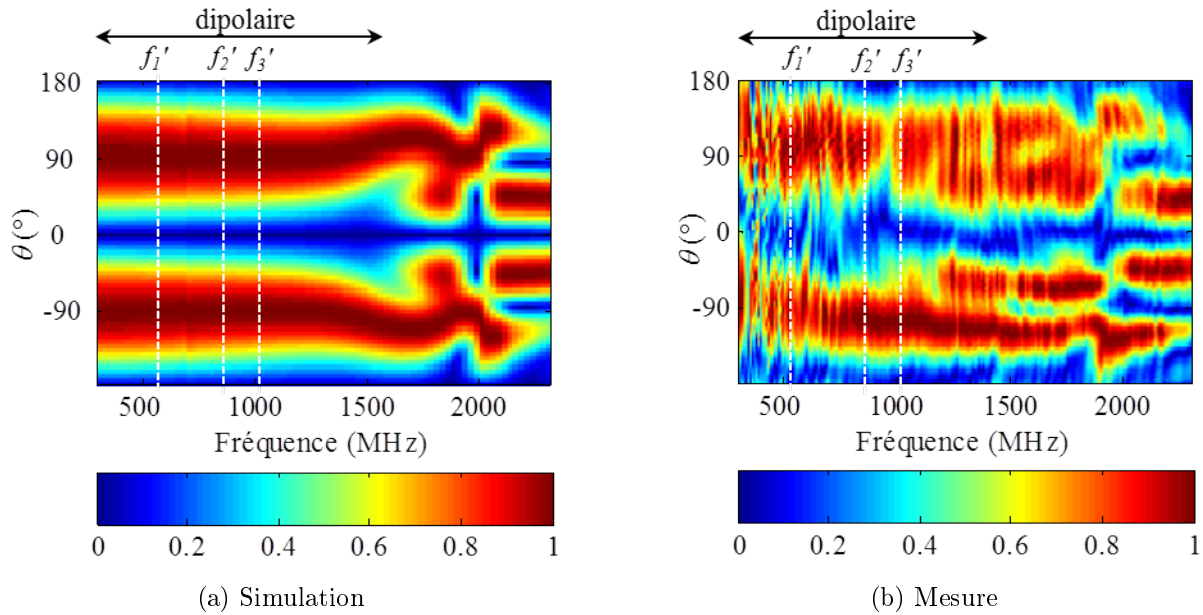 dipolaire
f₁' f₂' f₃'
180
90
0
-90
θ (°)
500 1000 1500 2000
Fréquence (MHz)
0 0.2 0.4 0.6 0.8 1
(a) Simulation
dipolaire
f₁' f₂' f₃'
180
90
0
-90
θ (°)
500 1000 1500 2000
Fréquence (MHz)
0 0.2 0.4 0.6 0.8 1
(b) Mesure